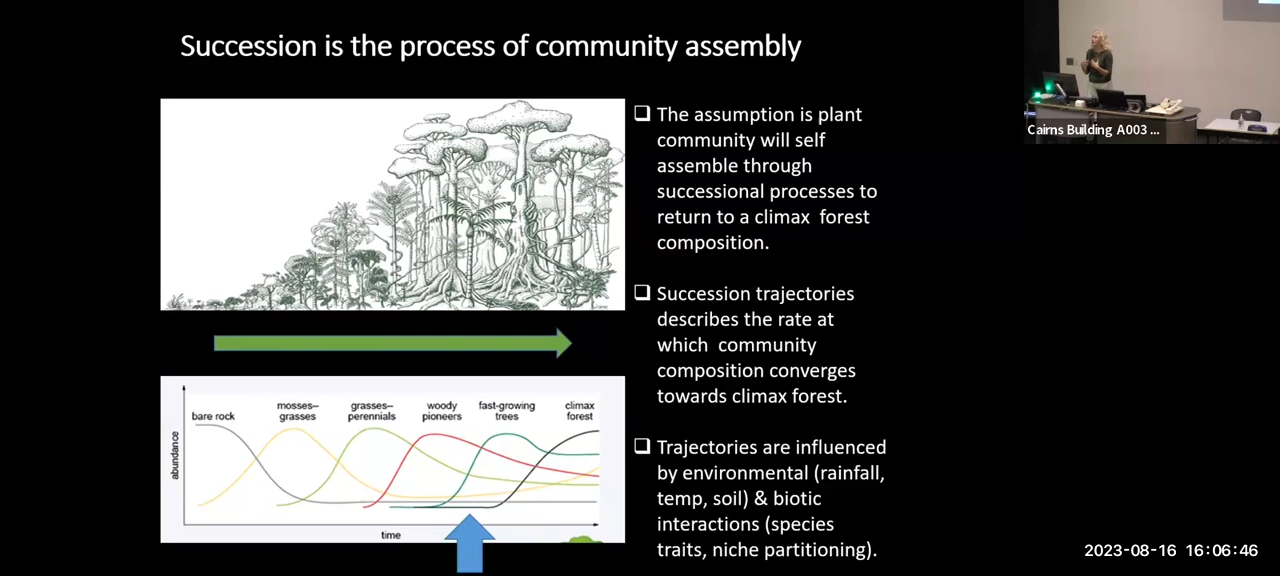 Succession is the process of community assembly
The assumption is plant
community will self
assemble through
successional processes to
return to a climax forest
composition.
Succession trajectories
describes the rate at
which community
composition converges
towards climax forest.
Trajectories are influenced
by environmental (rainfall,
temp, soil) & biotic
interactions (species
traits, niche partitioning).
bare rock
mosses–
grasses
grasses–
perennials
woody
pioneers
fast-growing
trees
climax
forest
abundance
time
Cairns Building A003 ...
2023-08-16 16:06:46